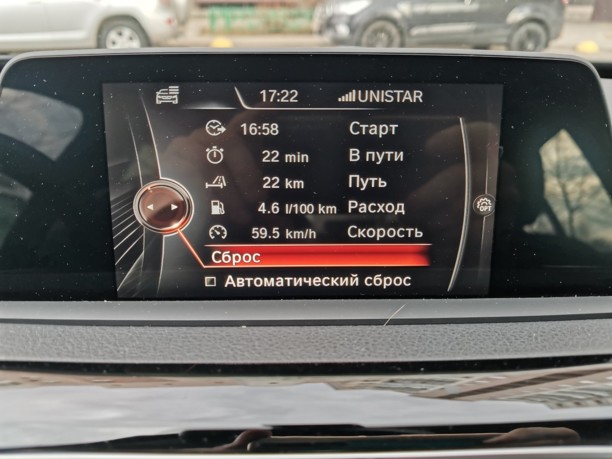 17:22 UNISTAR
16:58 Старт
22 min В пути
22 km Путь
4.6 l/100 km Расход
59.5 km/h Скорость
OPT
Сброс
Автоматический сброс